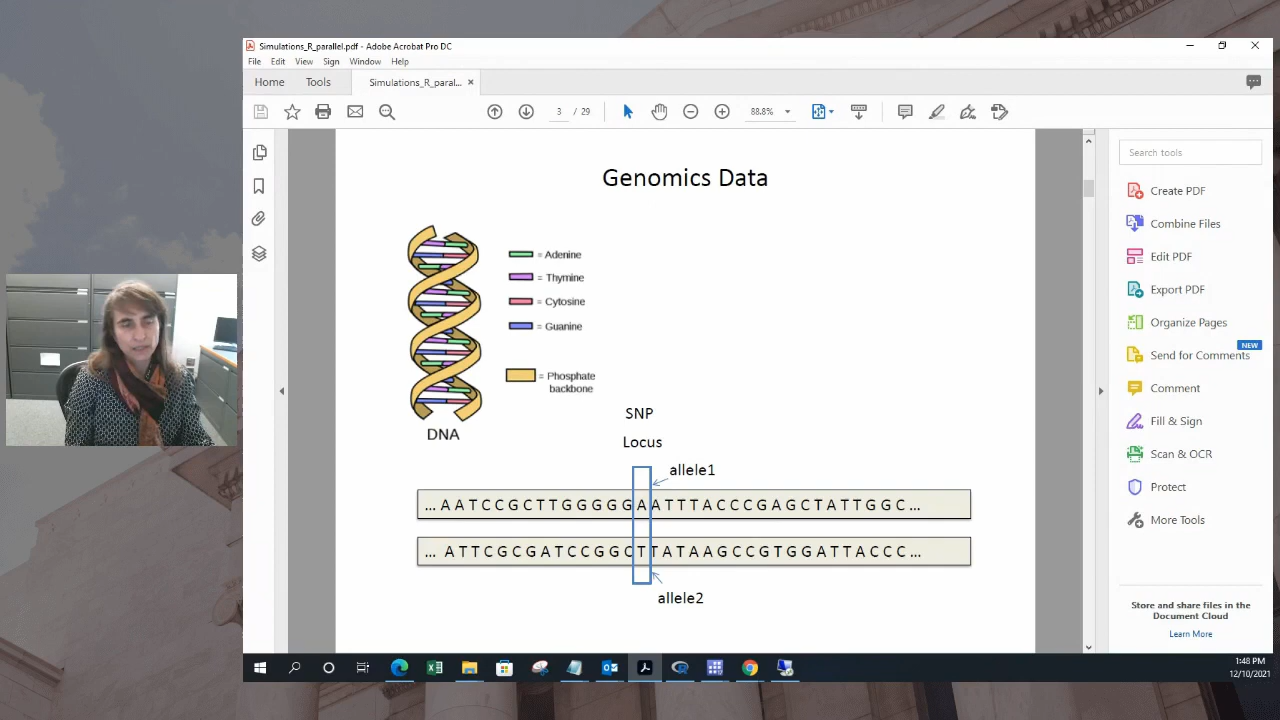 Simulations_R_parallel.pdf - Adobe Acrobat Pro DC
File Edit View Sign Window Help
Home Tools Simulations_R_paral... ×
3 / 29 88.8%
Search tools
Create PDF
Combine Files
Edit PDF
Export PDF
Organize Pages
NEW
Send for Comments
Comment
Fill & Sign
Scan & OCR
Protect
More Tools
Store and share files in the
Document Cloud
Learn More
Genomics Data
= Adenine
= Thymine
= Cytosine
= Guanine
= Phosphate
backbone
DNA
SNP
Locus
allele1
... A A T C C G C T T G G G G G A A T T T A C C C G A G C T A T T G G C ...
... A T T C G C G A T C C G G C T T A T A A G C C G T G G A T T A C C C ...
allele2
1:48 PM
12/10/2021